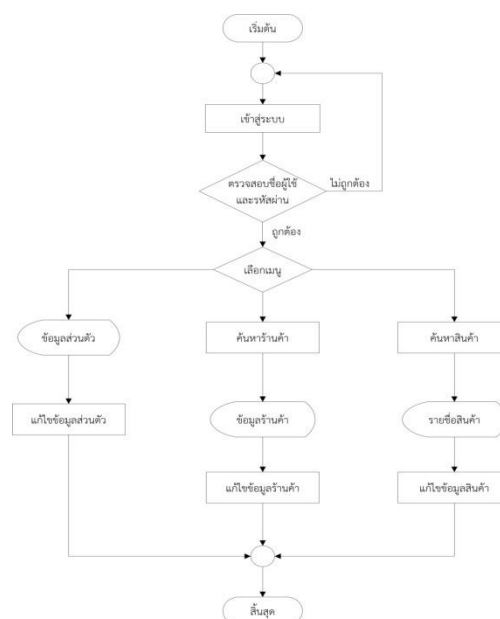 เริ่มต้น
เข้าสู่ระบบ
ตรวจสอบชื่อผู้ใช้
และรหัสผ่าน
ไม่ถูกต้อง
ถูกต้อง
เลือกเมนู
ข้อมูลส่วนตัว
ค้นหาร้านค้า
ค้นหาสินค้า
แก้ไขข้อมูลส่วนตัว
ข้อมูลร้านค้า
รายชื่อสินค้า
แก้ไขข้อมูลร้านค้า
แก้ไขข้อมูลสินค้า
สิ้นสุด